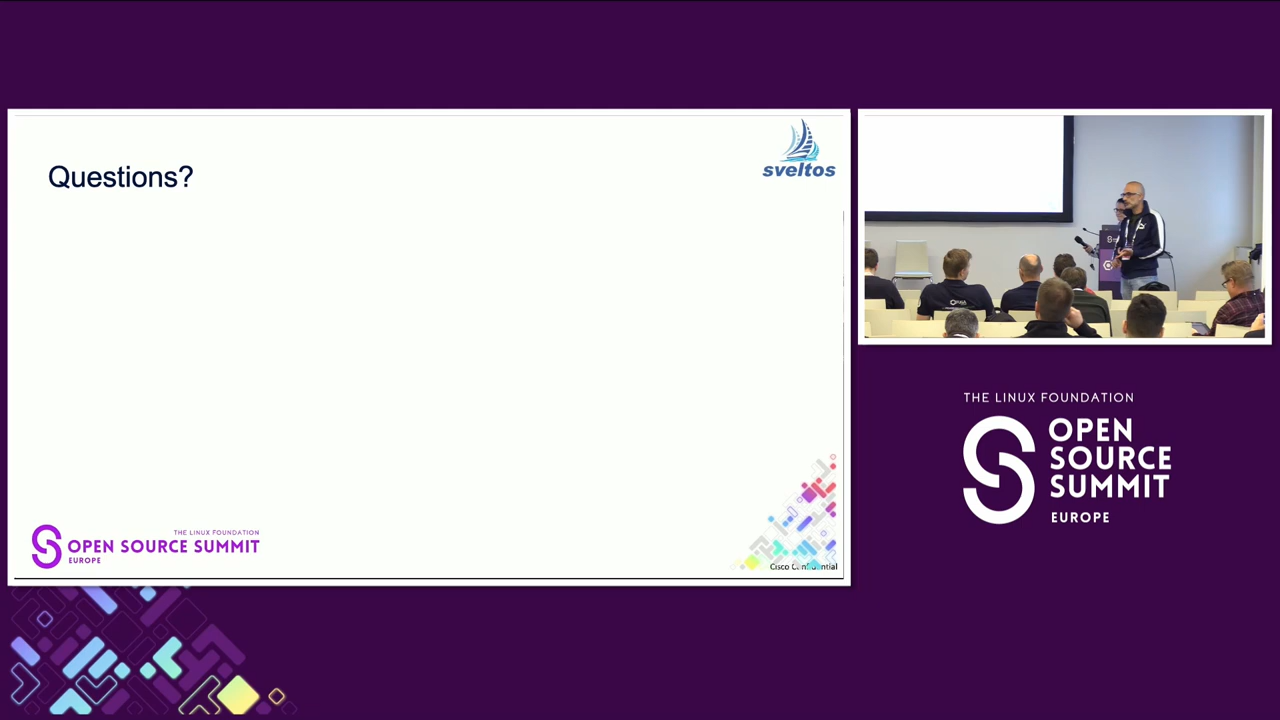 Questions?
sveltos
THE LINUX FOUNDATION
OPEN SOURCE SUMMIT
EUROPE
Cisco Confidential
THE LINUX FOUNDATION
OPEN
SOURCE
SUMMIT
EUROPE